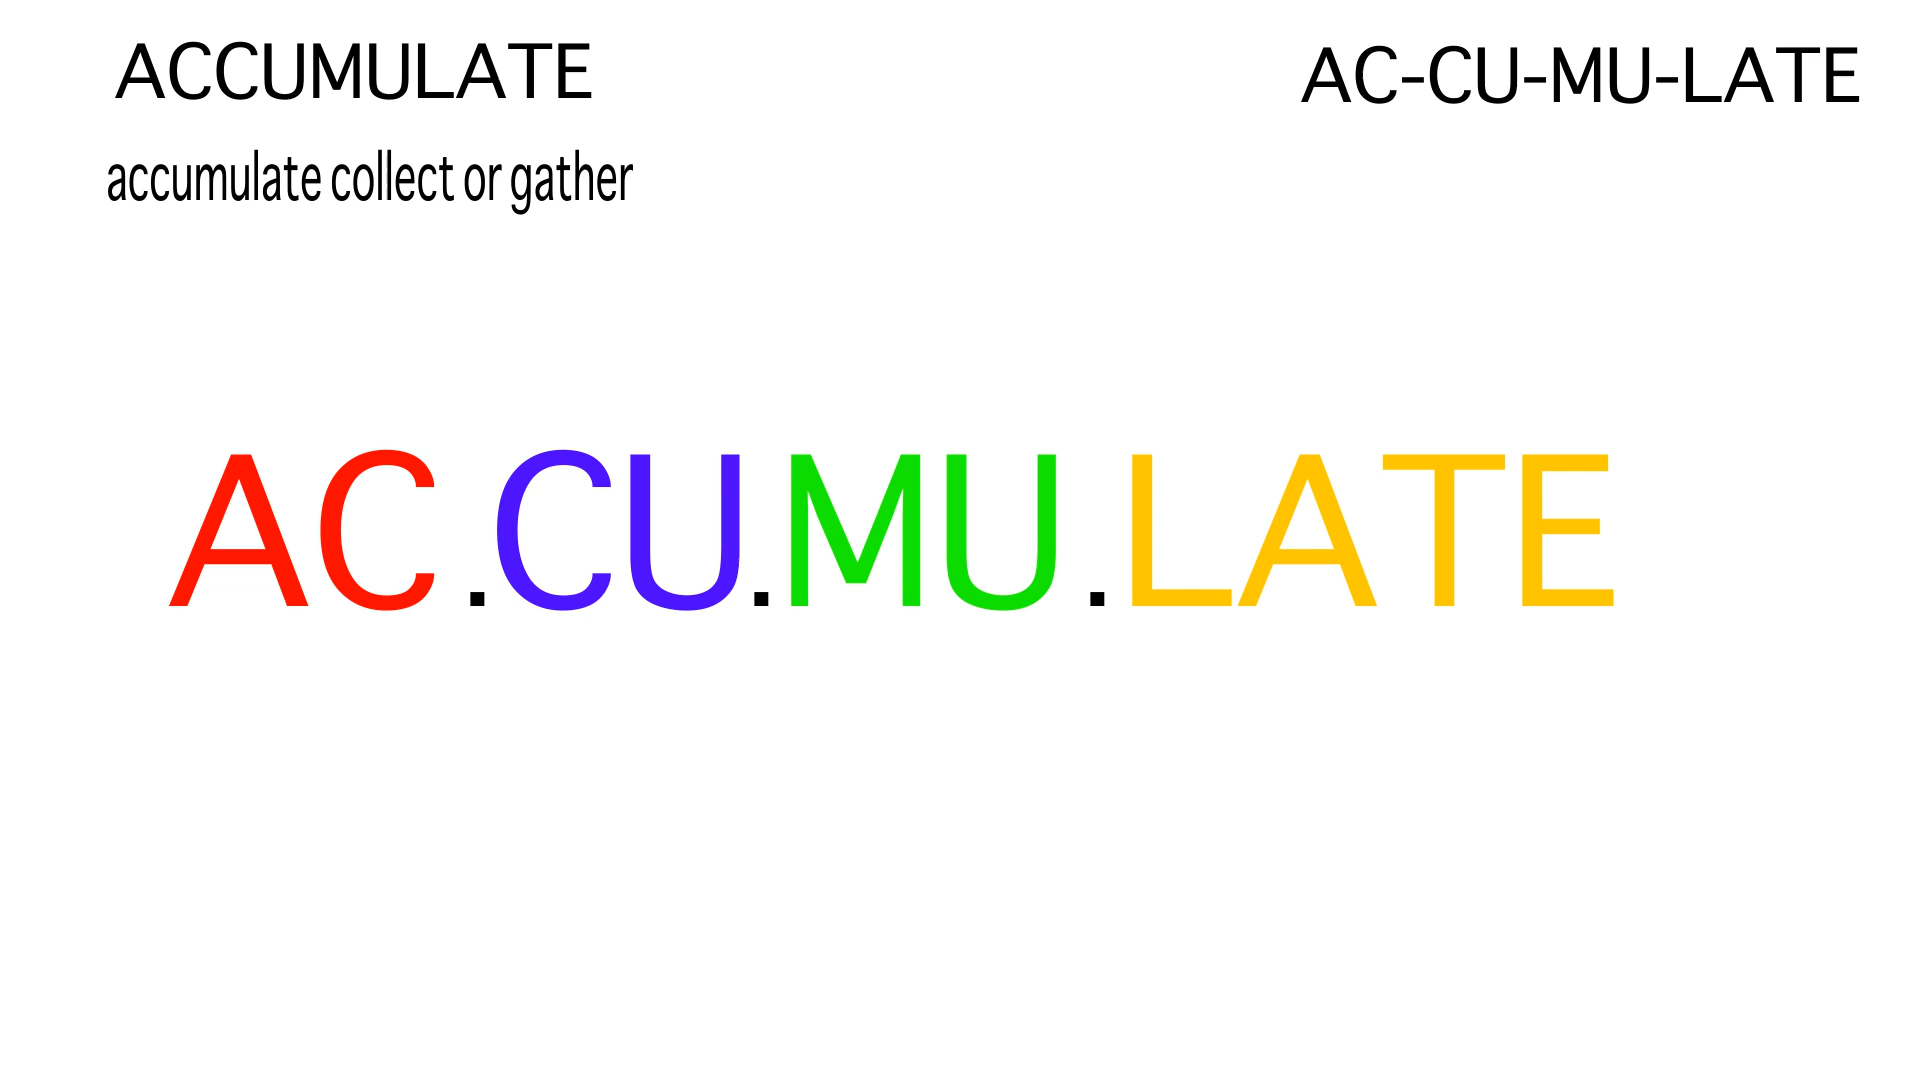 ACCUMULATE
AC-CU-MU-LATE
accumulate collect or gather
AC.CU.MU.LATE